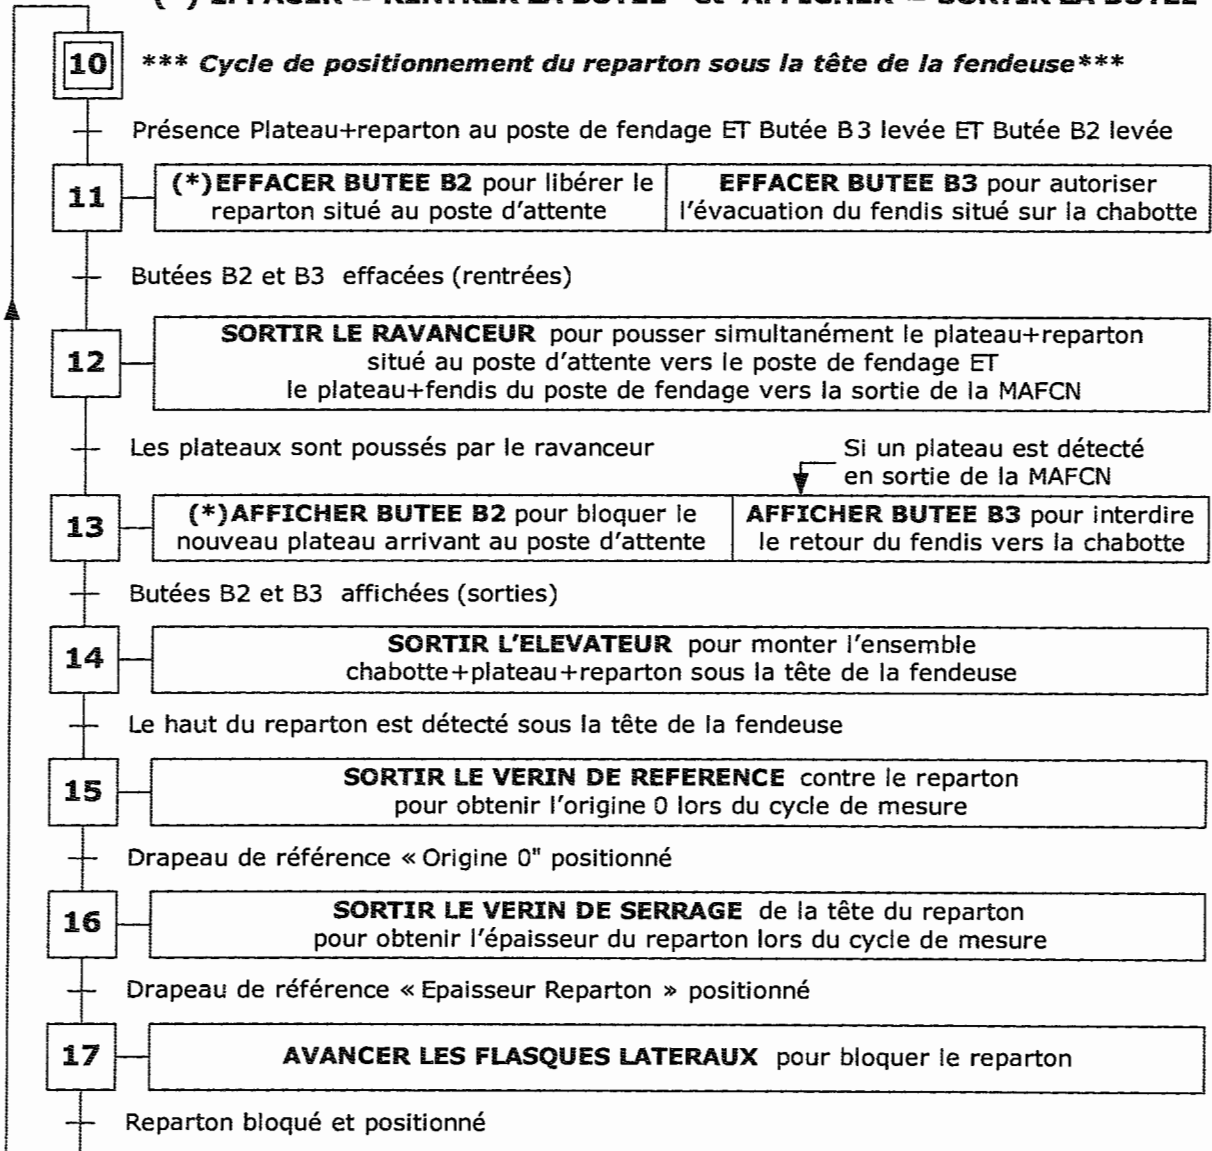 (*) EFFACER = RENTRER LA BUTEE et AFFICHER = SORTIR LA BUTEE
10
*** Cycle de positionnement du reparton sous la tête de la fendeuse***
Présence Plateau+reparton au poste de fendage ET Butée B3 levée ET Butée B2 levée
11
(*)EFFACER BUTEE B2 pour libérer le
reparton situé au poste d'attente
EFFACER BUTEE B3 pour autoriser
l'évacuation du fendis situé sur la chabotte
Butées B2 et B3 effacées (rentrées)
12
SORTIR LE RAVANCEUR pour pousser simultanément le plateau+reparton
situé au poste d'attente vers le poste de fendage ET
le plateau+fendis du poste de fendage vers la sortie de la MAFCN
Les plateaux sont poussés par le ravanceur
Si un plateau est détecté
en sortie de la MAFCN
13
(*)AFFICHER BUTEE B2 pour bloquer le
nouveau plateau arrivant au poste d'attente
AFFICHER BUTEE B3 pour interdire
le retour du fendis vers la chabotte
Butées B2 et B3 affichées (sorties)
14
SORTIR L'ELEVATEUR pour monter l'ensemble
chabotte+plateau+reparton sous la tête de la fendeuse
Le haut du reparton est détecté sous la tête de la fendeuse
15
SORTIR LE VERIN DE REFERENCE contre le reparton
pour obtenir l'origine 0 lors du cycle de mesure
Drapeau de référence « Origine 0" positionné
16
SORTIR LE VERIN DE SERRAGE de la tête du reparton
pour obtenir l'épaisseur du reparton lors du cycle de mesure
Drapeau de référence « Epaisseur Reparton » positionné
17
AVANCER LES FLASQUES LATERAUX pour bloquer le reparton
Reparton bloqué et positionné